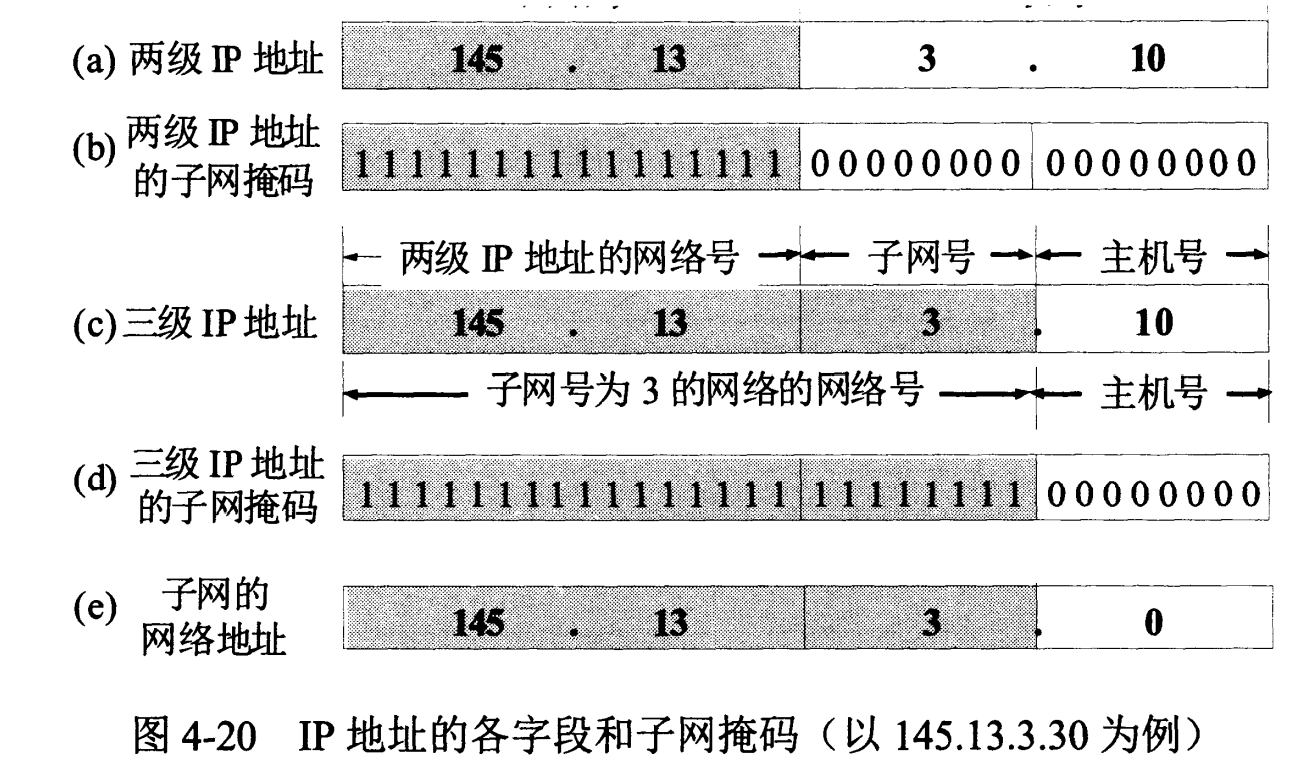 (a) 两级 IP 地址 145 . 13 3 . 10
(b) 两级 IP 地址
的子网掩码 1111111111111111 00000000 00000000
两级 IP 地址的网络号 子网号 主机号
(c) 三级 IP 地址 145 . 13 3 . 10
子网号为 3 的网络的网络号 主机号
(d) 三级 IP 地址
的子网掩码 1111111111111111 11111111 00000000
(e) 子网的
网络地址 145 . 13 3 . 0
图 4-20 IP 地址的各字段和子网掩码（以 145.13.3.30 为例）